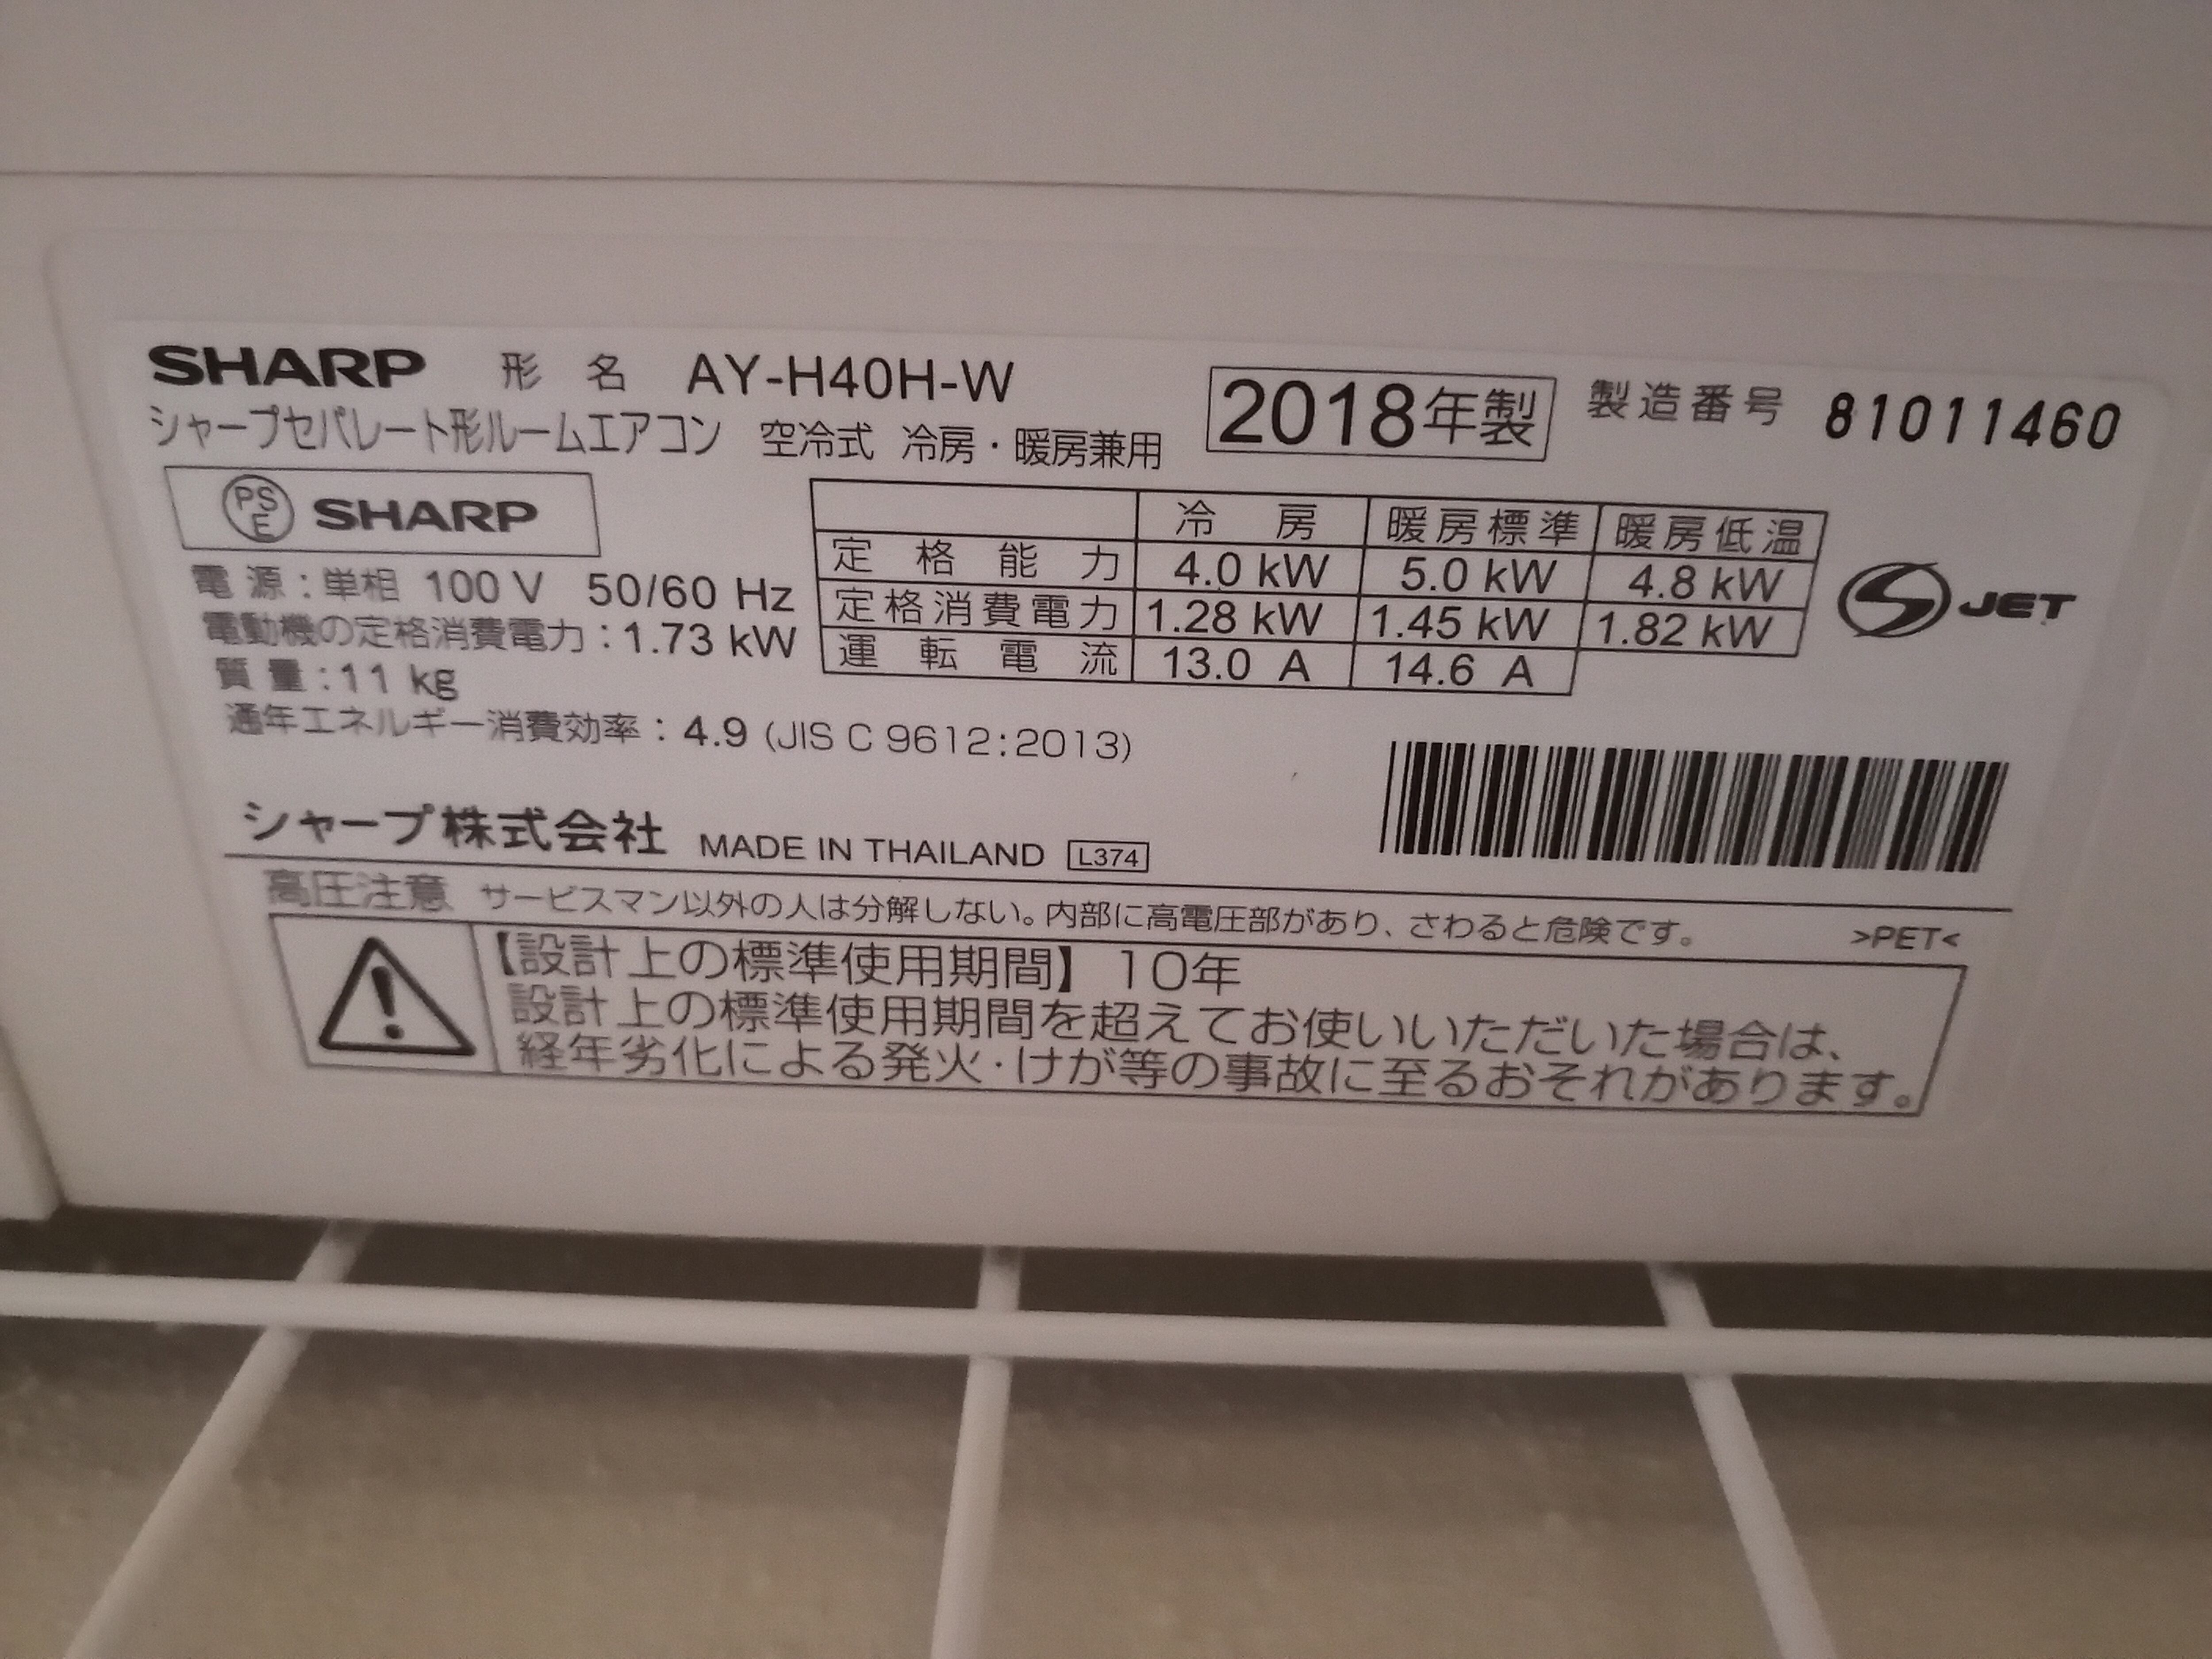 SHARP 形名 AY-H40H-W 2018年製 製造番号 81011460
シャープセパレート形ルームエアコン 空冷式 冷房・暖房兼用
PSE SHARP
冷房 暖房標準 暖房低温
定格能力 4.0 kW 5.0 kW 4.8 kW
定格消費電力 1.28 kW 1.45 kW 1.82 kW
運転電流 13.0 A 14.6 A
JET
電源:単相 100V 50/60 Hz
電動機の定格消費電力:1.73 kW
質量:11 kg
通年エネルギー消費効率:4.9 (JIS C 9612:2013)
シャープ株式会社 MADE IN THAILAND L374
高圧注意 サービスマン以外の人は分解しない。内部に高電圧部があり、さわると危険です。 >PET<
【設計上の標準使用期間】10年
設計上の標準使用期間を超えてお使いいただいた場合は、
経年劣化による発火・けが等の事故に至るおそれがあります。